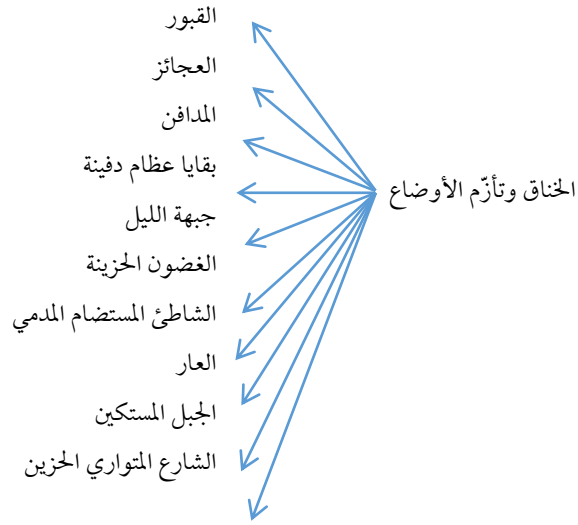 القبور
العجائز
المدافن
بقايا عظام دفينة
الخناق وتأزّم الأوضاع
جبهة الليل
الغضون الحزينة
الشاطئ المستضام المدمي
العار
الجبل المستكين
الشارع المتواري الحزين